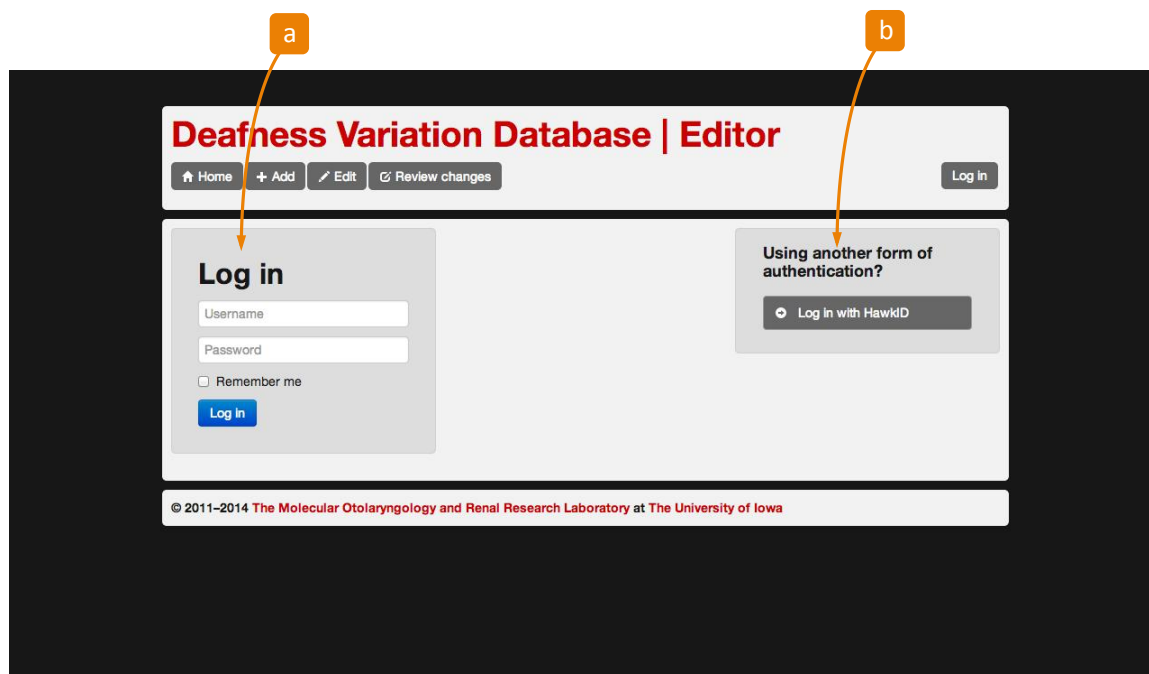 a
b
Deafness Variation Database | Editor
Home
Add
Edit
Review changes
Log in
Log in
Username
Password
Remember me
Log in
Using another form of
authentication?
Log in with HawkID
© 2011–2014 The Molecular Otolaryngology and Renal Research Laboratory at The University of Iowa